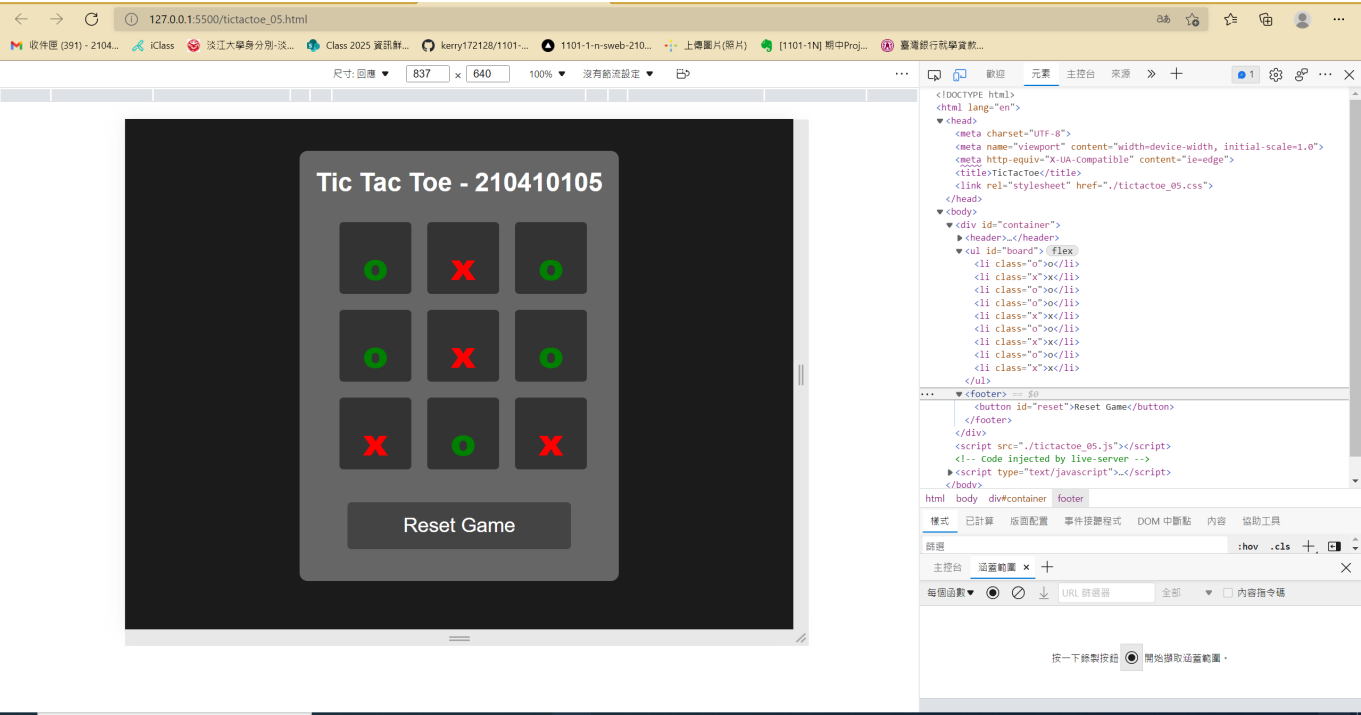 127.0.0.1:5500/tictactoe_05.html
收件匣 (391) - 2104... iClass 淡江大學身分別-淡... Class 2025 資訊鮮... kerry172128/1101-... 1101-1-n-sweb-210... 上傳圖片(照片) [1101-1N] 期中Proj... 臺灣銀行就學貸款...
尺寸: 回應 ▼ 837 × 640 100% ▼ 沒有節流設定 ▼
歡迎 元素 主控台 來源 1
Tic Tac Toe - 210410105
o x o
o x o
x o x
Reset Game
<!DOCTYPE html>
<html lang="en">
▼<head>
<meta charset="UTF-8">
<meta name="viewport" content="width=device-width, initial-scale=1.0">
<meta http-equiv="X-UA-Compatible" content="ie=edge">
<title>TicTacToe</title>
<link rel="stylesheet" href="./tictactoe_05.css">
</head>
▼<body>
▼<div id="container">
▶<header>…</header>
▼<ul id="board"> flex
<li class="o">o</li>
<li class="x">x</li>
<li class="o">o</li>
<li class="o">o</li>
<li class="x">x</li>
<li class="o">o</li>
<li class="x">x</li>
<li class="o">o</li>
<li class="x">x</li>
</ul>
▼<footer> == $0
<button id="reset">Reset Game</button>
</footer>
</div>
<script src="./tictactoe_05.js"></script>
<!-- Code injected by live-server -->
▶<script type="text/javascript">…</script>
</body>
html body div#container footer
樣式 已計算 版面配置 事件接聽程式 DOM 中斷點 內容 協助工具
篩選 :hov .cls
主控台 涵蓋範圍 ×
每個函數▼ URL 篩選器 全部 ▼ 內容指令碼
按一下錄製按鈕 開始擷取涵蓋範圍。